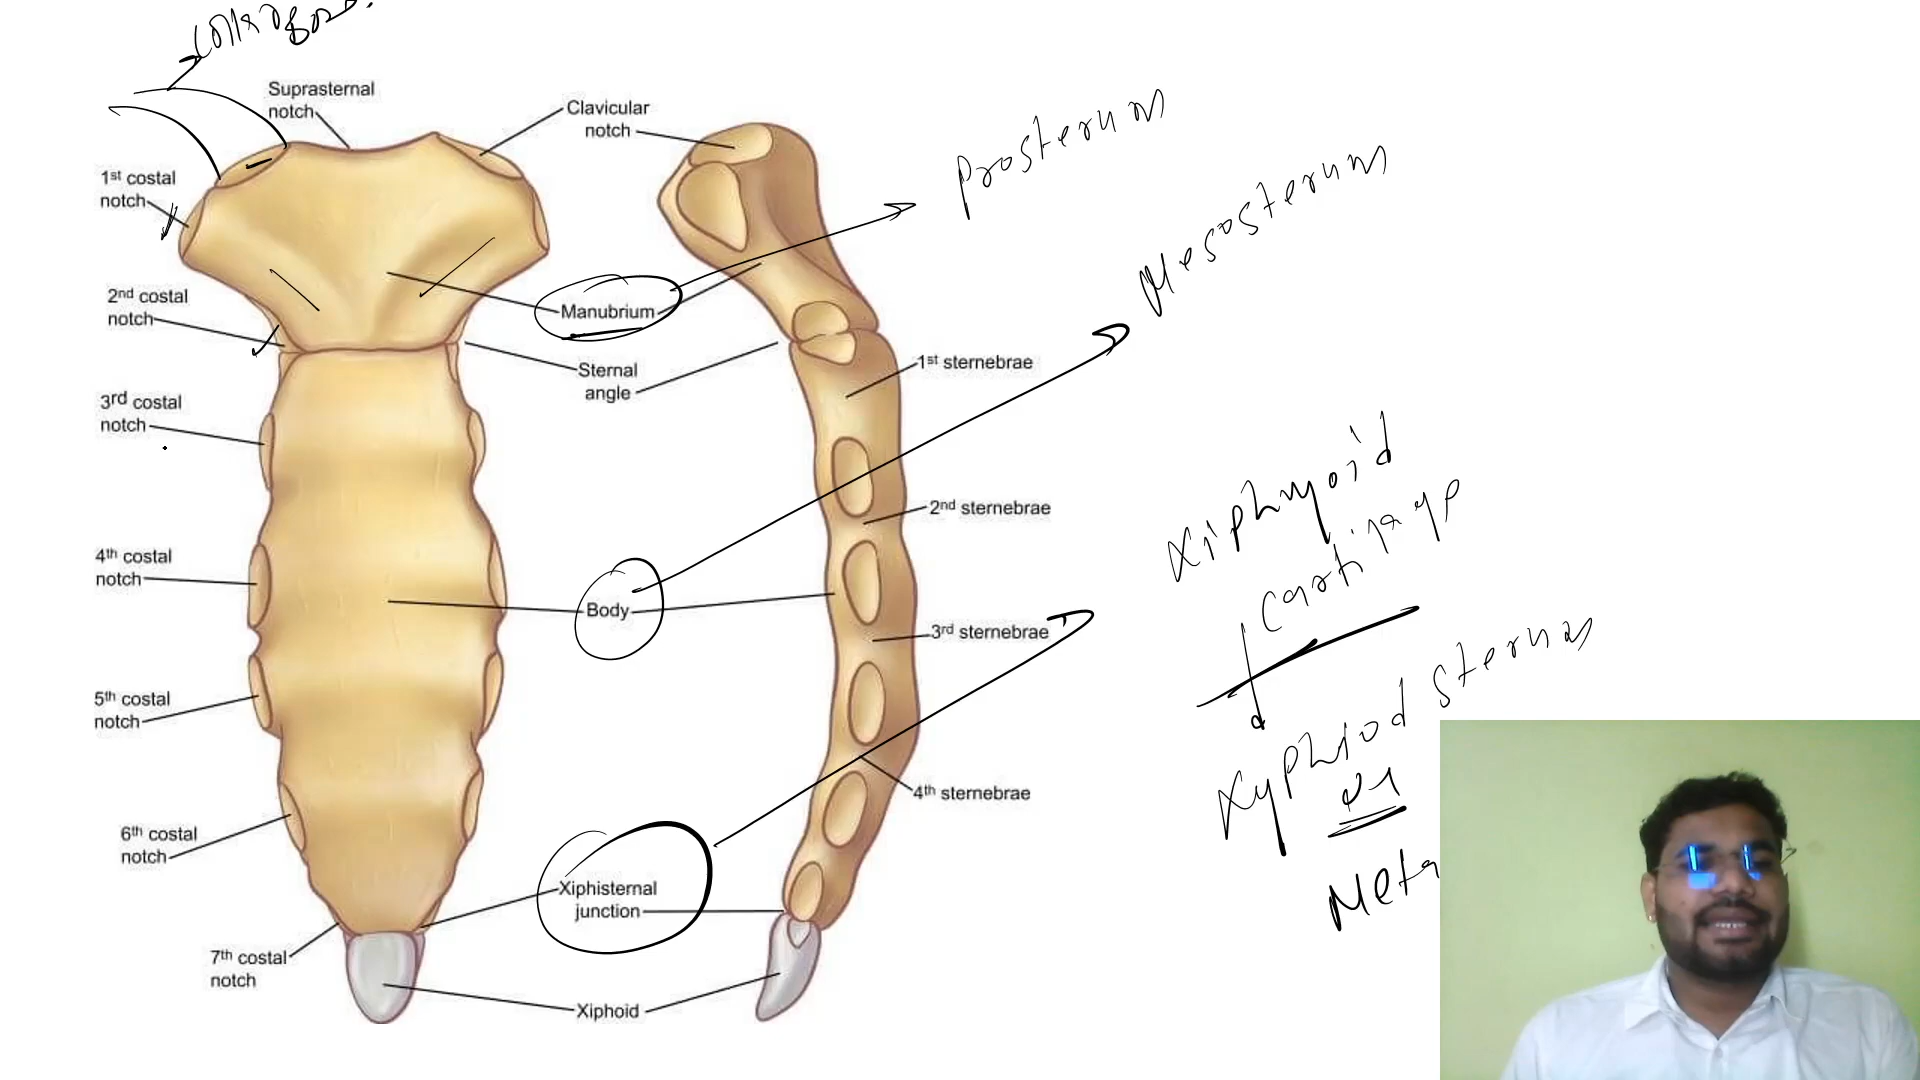 Suprasternal
notch
Clavicular
notch
Prosternum
1st costal
notch
Mesosternum
2nd costal
notch
Manubrium
Sternal
angle
1st sternebrae
3rd costal
notch
2nd sternebrae
Xiphyoid
Cartilage
4th costal
notch
Body
3rd sternebrae
5th costal
notch
Xyphiod sternum
or
4th sternebrae
6th costal
notch
Meta
Xiphisternal
junction
7th costal
notch
Xiphoid